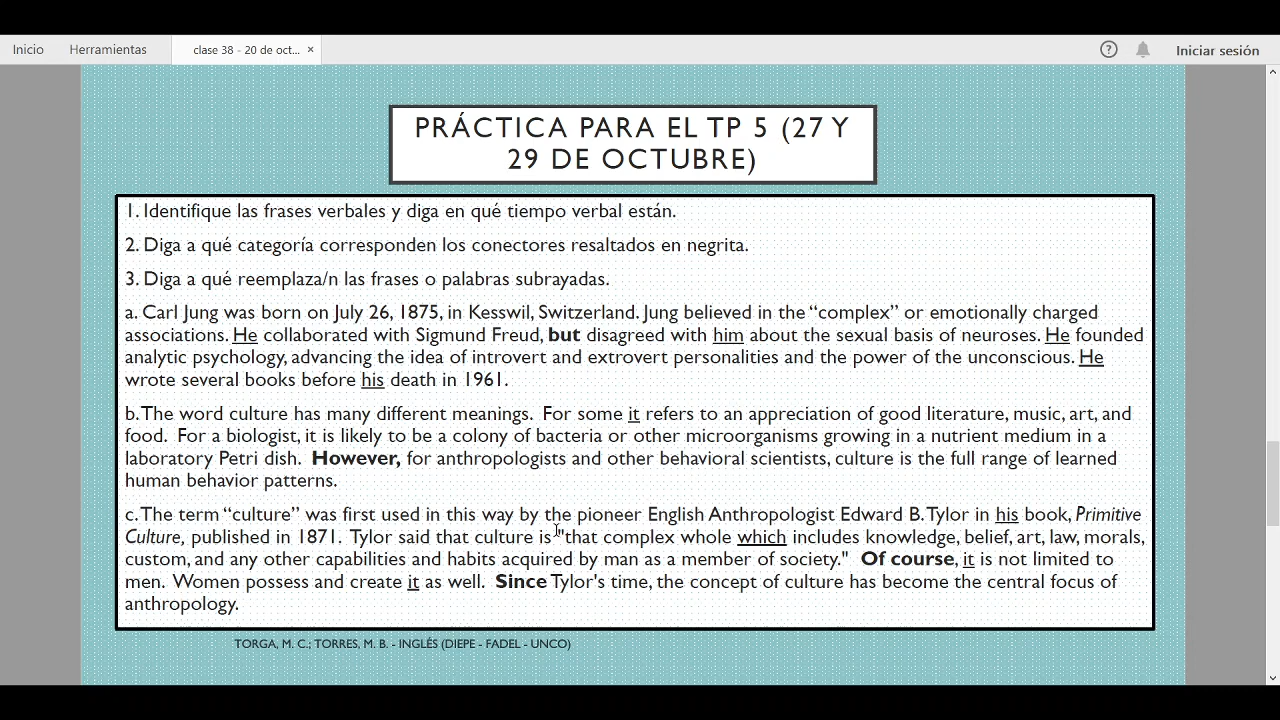 Inicio Herramientas clase 38 - 20 de oct... × ? Iniciar sesión
PRÁCTICA PARA EL TP 5 (27 Y
29 DE OCTUBRE)
1. Identifique las frases verbales y diga en qué tiempo verbal están.
2. Diga a qué categoría corresponden los conectores resaltados en negrita.
3. Diga a qué reemplaza/n las frases o palabras subrayadas.
a. Carl Jung was born on July 26, 1875, in Kesswil, Switzerland. Jung believed in the “complex” or emotionally charged
associations. He collaborated with Sigmund Freud, but disagreed with him about the sexual basis of neuroses. He founded
analytic psychology, advancing the idea of introvert and extrovert personalities and the power of the unconscious. He
wrote several books before his death in 1961.
b. The word culture has many different meanings. For some it refers to an appreciation of good literature, music, art, and
food. For a biologist, it is likely to be a colony of bacteria or other microorganisms growing in a nutrient medium in a
laboratory Petri dish. However, for anthropologists and other behavioral scientists, culture is the full range of learned
human behavior patterns.
c. The term “culture” was first used in this way by the pioneer English Anthropologist Edward B. Tylor in his book, Primitive
Culture, published in 1871. Tylor said that culture is "that complex whole which includes knowledge, belief, art, law, morals,
custom, and any other capabilities and habits acquired by man as a member of society." Of course, it is not limited to
men. Women possess and create it as well. Since Tylor's time, the concept of culture has become the central focus of
anthropology.
TORGA, M. C.; TORRES, M. B. - INGLÉS (DIEPE - FADEL - UNCO)